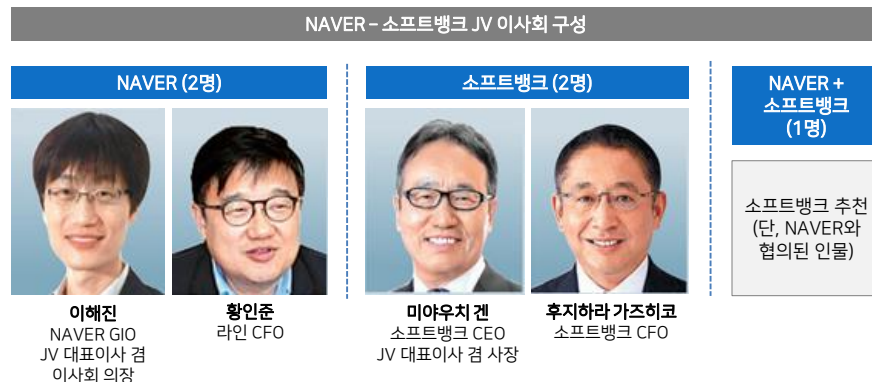 NAVER – 소프트뱅크 JV 이사회 구성
NAVER (2명)
이해진
NAVER GIO
JV 대표이사 겸
이사회 의장
황인준
라인 CFO
소프트뱅크 (2명)
미야우치 겐
소프트뱅크 CEO
JV 대표이사 겸 사장
후지하라 가즈히코
소프트뱅크 CFO
NAVER +
소프트뱅크
(1명)
소프트뱅크 추천
(단, NAVER와
협의된 인물)